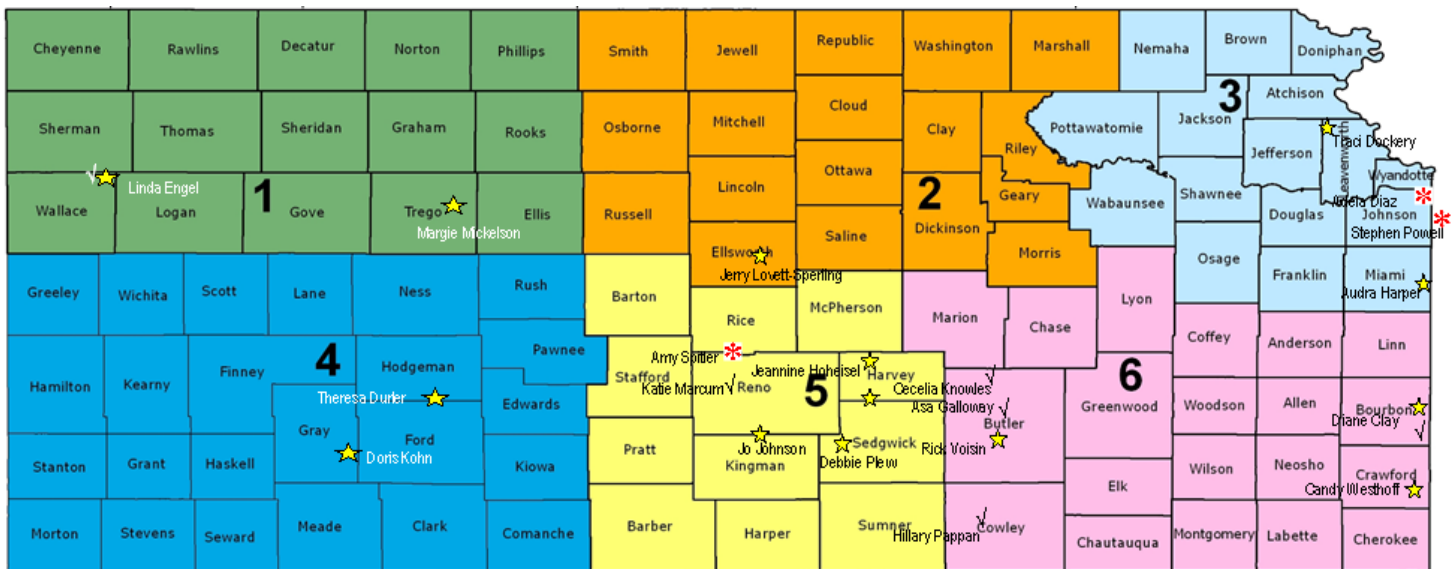 Cheyenne Rawlins Decatur Norton Phillips Smith Jewell Republic Washington Marshall Nemaha Brown Doniphan
Sherman Thomas Sheridan Graham Rooks Osborne Mitchell Cloud Clay Riley Pottawatomie Jackson 3 Atchison
Jefferson Leavenworth Traci Dockery
Wyandotte
√ Linda Engel
Wallace Logan 1 Gove Trego Ellis Russell Lincoln Ottawa 2 Geary Wabaunsee Shawnee Douglas Adela Diaz
Johnson
Margie Mickelson
Saline Dickinson Morris Stephen Powell
Ellsworth
Jerry Lovett-Sperling
Osage Franklin Miami
Audra Harper
Greeley Wichita Scott Lane Ness Rush Barton Rice McPherson Marion Chase Lyon Coffey Anderson Linn
Hamilton Kearny Finney 4 Hodgeman Pawnee Stafford
Amy Spitler
Katie Marcum √ Reno 5
Jeannine Hoheisel Harvey
Cecelia Knowles √
Asa Galloway √
Butler
Rick Voisin
6
Greenwood Woodson Allen Bourbon
Diane Clay √
Theresa Durler
Edwards
Gray Ford
Doris Kohn
Stanton Grant Haskell Kiowa Pratt Kingman
Jo Johnson
Sedgwick
Debbie Plew
Elk Wilson Neosho Crawford
Candy Westhoff
Morton Stevens Seward Meade Clark Comanche Barber Harper Sumner
Hillary Pappan √ Cowley
Chautauqua Montgomery Labette Cherokee